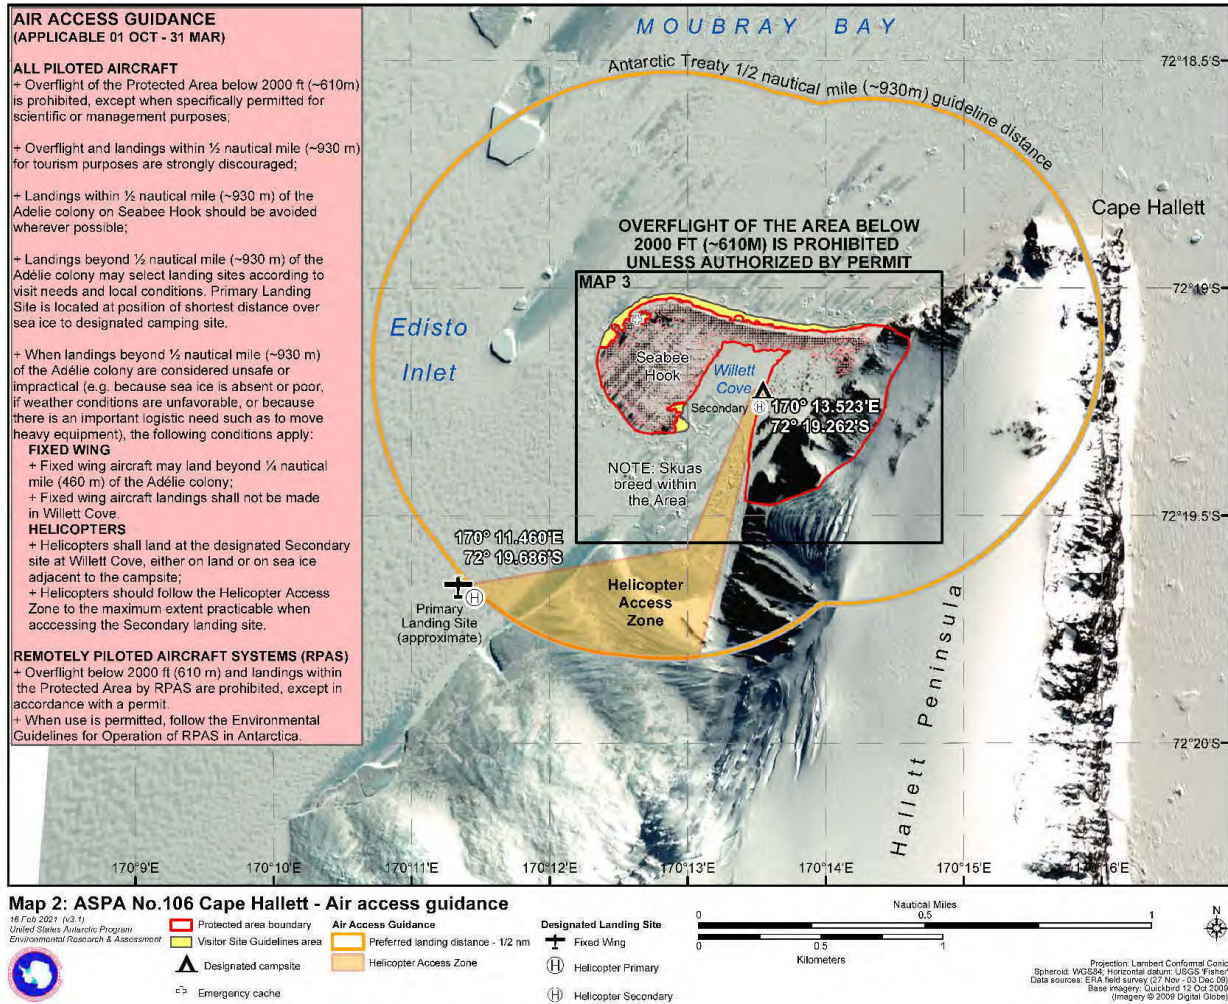 AIR ACCESS GUIDANCE
(APPLICABLE 01 OCT - 31 MAR)
ALL PILOTED AIRCRAFT
+ Overflight of the Protected Area below 2000 ft (~610m)
is prohibited, except when specifically permitted for
scientific or management purposes;
+ Overflight and landings within ½ nautical mile (~930 m)
for tourism purposes are strongly discouraged;
+ Landings within ½ nautical mile (~930 m) of the
Adelie colony on Seabee Hook should be avoided
wherever possible;
+ Landings beyond ½ nautical mile (~930 m) of the
Adélie colony may select landing sites according to
visit needs and local conditions. Primary Landing
Site is located at position of shortest distance over
sea ice to designated camping site.
+ When landings beyond ½ nautical mile (~930 m)
of the Adélie colony are considered unsafe or
impractical (e.g. because sea ice is absent or poor,
if weather conditions are unfavorable, or because
there is an important logistic need such as to move
heavy equipment), the following conditions apply:
FIXED WING
+ Fixed wing aircraft may land beyond ¼ nautical
mile (460 m) of the Adélie colony;
+ Fixed wing aircraft landings shall not be made
in Willett Cove.
HELICOPTERS
+ Helicopters shall land at the designated Secondary
site at Willett Cove, either on land or on sea ice
adjacent to the campsite;
+ Helicopters should follow the Helicopter Access
Zone to the maximum extent practicable when
acccessing the Secondary landing site.
REMOTELY PILOTED AIRCRAFT SYSTEMS (RPAS)
+ Overflight below 2000 ft (610 m) and landings within
the Protected Area by RPAS are prohibited, except in
accordance with a permit.
+ When use is permitted, follow the Environmental
Guidelines for Operation of RPAS in Antarctica.
MOUBRAY BAY
Antarctic Treaty 1/2 nautical mile (~930m) guideline distance
72°18.5'S
Cape Hallett
OVERFLIGHT OF THE AREA BELOW
2000 FT (~610M) IS PROHIBITED
UNLESS AUTHORIZED BY PERMIT
MAP 3
72°19'S
Edisto
Inlet
Seabee
Hook
Willett
Cove
Secondary
H
170° 13.523'E
72° 19.262'S
NOTE: Skuas
breed within
the Area
72°19.5'S
170° 11.460'E
72° 19.686'S
H
Primary
Landing Site
(approximate)
Helicopter
Access
Zone
Hallett Peninsula
72°20'S
170°9'E
170°10'E
170°11'E
170°12'E
170°13'E
170°14'E
170°15'E
170°16'E
Map 2: ASPA No.106 Cape Hallett - Air access guidance
16 Feb 2021 (v3.1)
United States Antarctic Program
Environmental Research & Assessment
Protected area boundary
Visitor Site Guidelines area
Designated campsite
Emergency cache
Air Access Guidance
Preferred landing distance - 1/2 nm
Helicopter Access Zone
Designated Landing Site
Fixed Wing
H Helicopter Primary
H Helicopter Secondary
Nautical Miles
0 0.5 1
0 0.5 1
Kilometers
N
Projection: Lambert Conformal Conic
Spheroid: WGS84; Horizontal datum: USGS 'Fisher'
Data sources: ERA field survey (27 Nov - 03 Dec 09)
Base imagery: Quickbird 12 Oct 2009
(Imagery © 2009 Digital Globe)